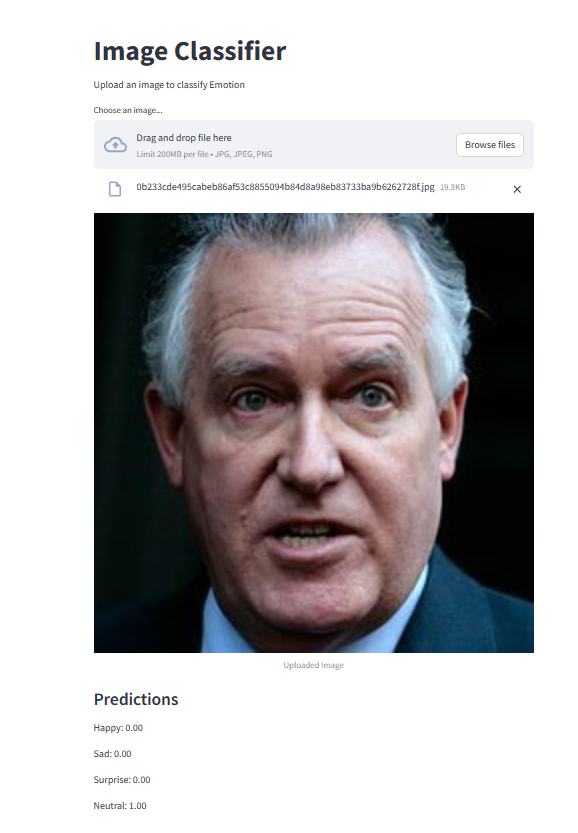 Image Classifier
Upload an image to classify Emotion
Choose an image...
Drag and drop file here
Limit 200MB per file • JPG, JPEG, PNG
Browse files
0b233cde495cabeb86af53c8855094b84d8a98eb83733ba9b6262728f.jpg 19.3KB
Uploaded Image
Predictions
Happy: 0.00
Sad: 0.00
Surprise: 0.00
Neutral: 1.00